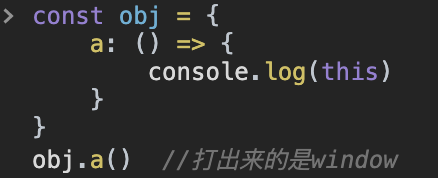 > const obj = {
    a: () => {
        console.log(this)
    }
}
obj.a()  //打出来的是window